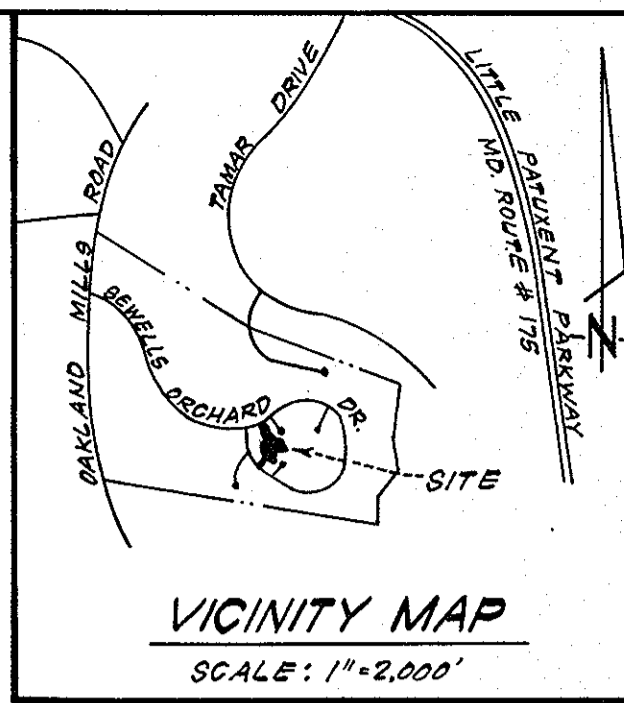 TAMAR DRIVE
LITTLE PATUXENT PARKWAY
MD. ROUTE # 175
OAKLAND MILLS ROAD
SEWELLS ORCHARD DR.
N
SITE
VICINITY MAP
SCALE: 1"=2,000'